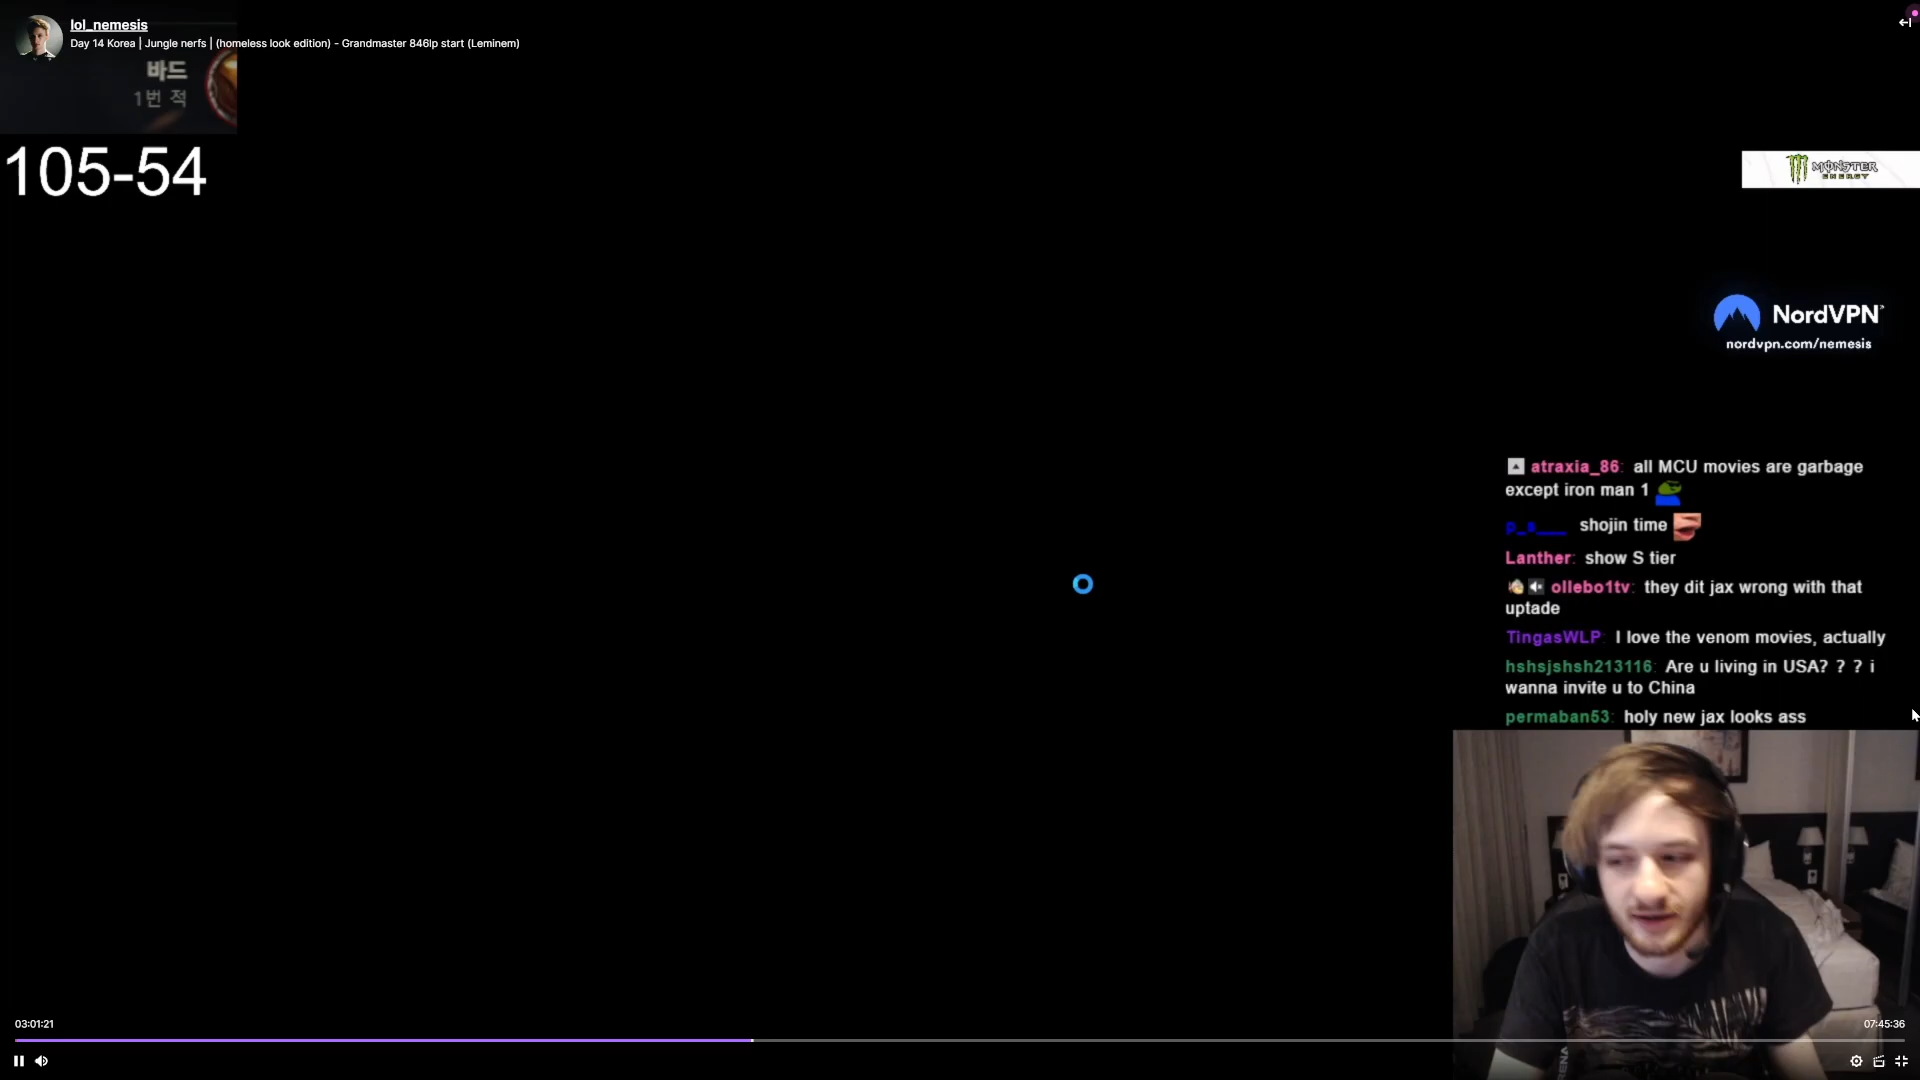 lol_nemesis
Day 14 Korea | Jungle nerfs | (homeless look edition) - Grandmaster 846lp start (Leminem)
바드
1번 적
105-54
MONSTER
ENERGY
NordVPN
nordvpn.com/nemesis
atraxia_86: all MCU movies are garbage
except iron man 1
shojin time
Lanther: show S tier
ollebo1tv: they dit jax wrong with that
uptade
TingasWLP: I love the venom movies, actually
hshsjshsh213116: Are u living in USA? ? ? i
wanna invite u to China
permaban53: holy new jax looks ass
03:01:21
07:45:36